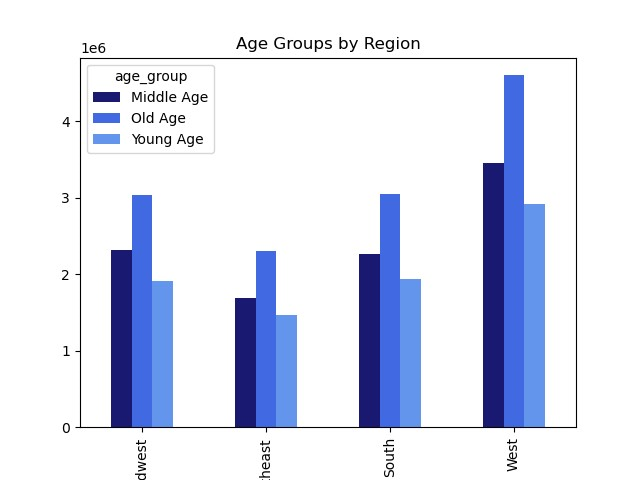 Age Groups by Region
1e6
age_group
Middle Age
Old Age
Young Age
4
3
2
1
0
dwest
heast
South
West